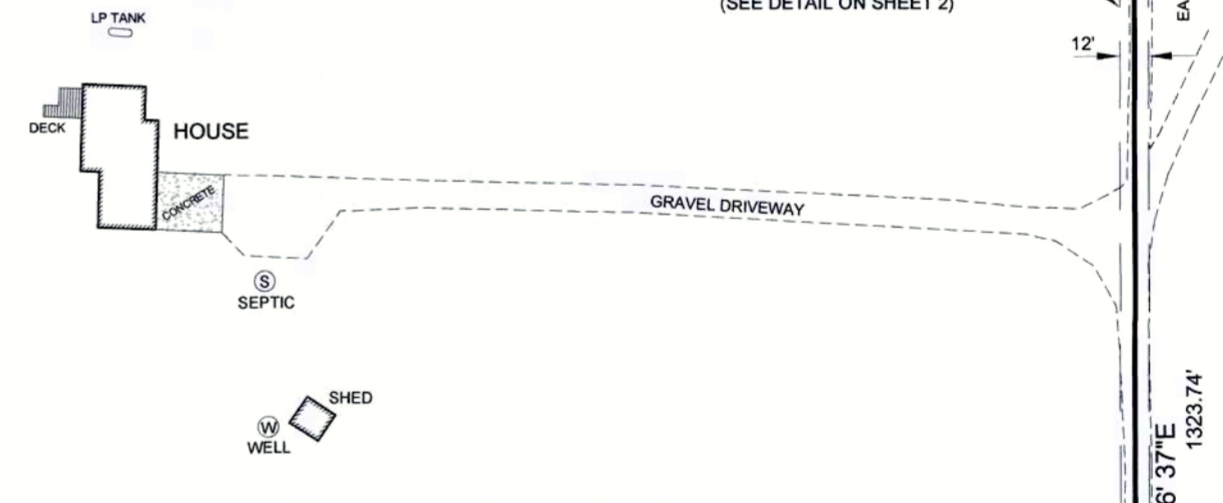 (SEE DETAIL ON SHEET 2)
LP TANK
EA
12'
DECK
HOUSE
CONCRETE
GRAVEL DRIVEWAY
S
SEPTIC
SHED
W
WELL
6' 37"E
1323.74'